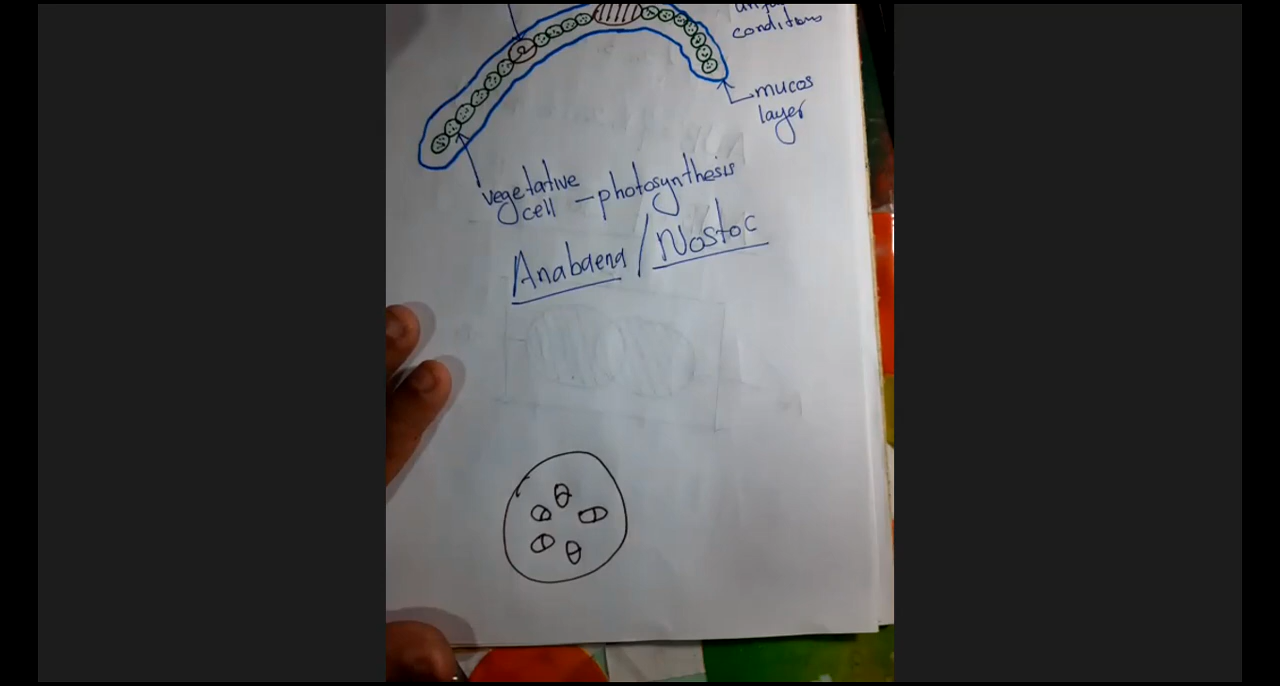 conditions
mucos
layer
vegetative
cell – photosynthesis
Anabaena / Nostoc